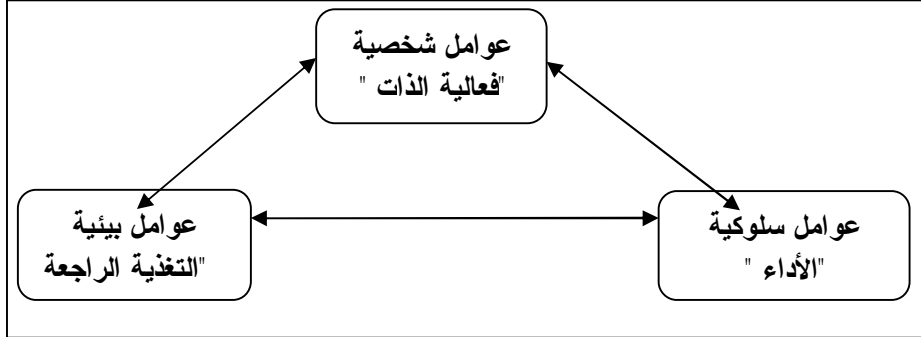 عوامل شخصية
"فعالية الذات "
عوامل بيئية
"التغذية الراجعة
عوامل سلوكية
"الأداء "